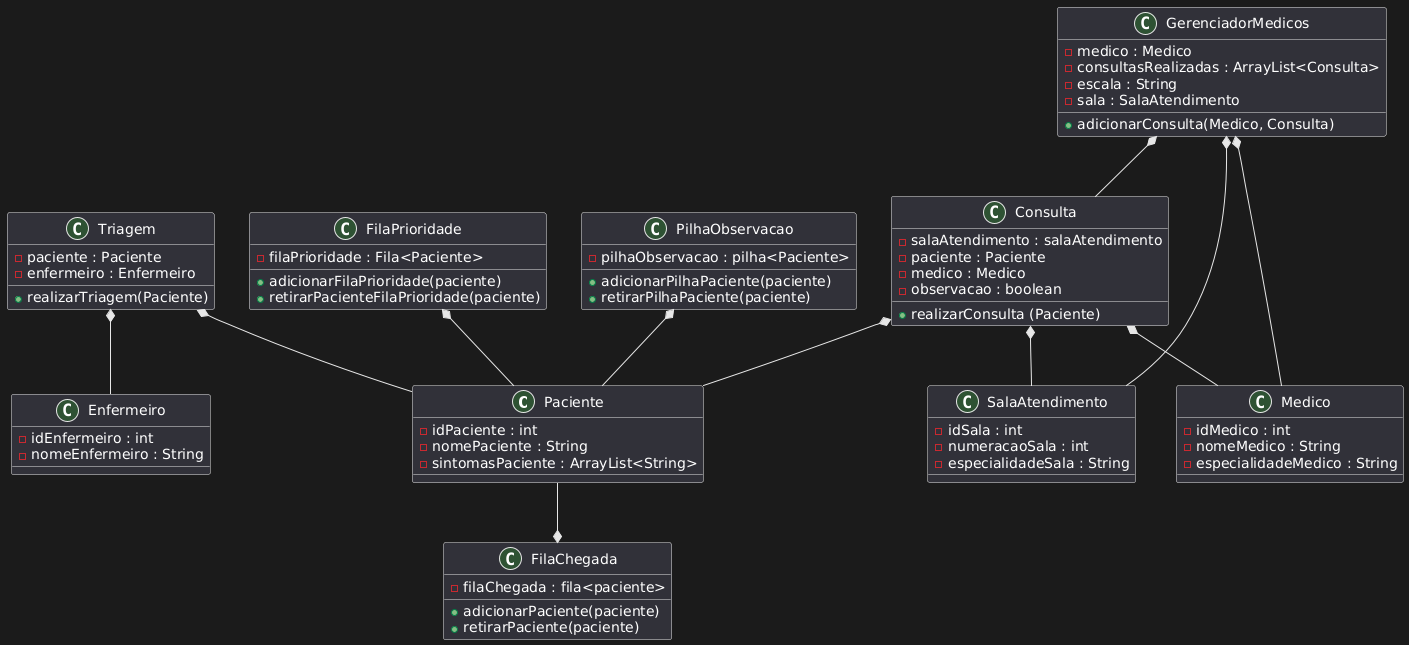 GerenciadorMedicos
medico : Medico
consultasRealizadas : ArrayList<Consulta>
escala : String
sala : SalaAtendimento
adicionarConsulta(Medico, Consulta)
Triagem
paciente : Paciente
enfermeiro : Enfermeiro
realizarTriagem(Paciente)
FilaPrioridade
filaPrioridade : Fila<Paciente>
adicionarFilaPrioridade(paciente)
retirarPacienteFilaPrioridade(paciente)
PilhaObservacao
pilhaObservacao : pilha<Paciente>
adicionarPilhaPaciente(paciente)
retirarPilhaPaciente(paciente)
Consulta
salaAtendimento : salaAtendimento
paciente : Paciente
medico : Medico
observacao : boolean
realizarConsulta (Paciente)
Enfermeiro
idEnfermeiro : int
nomeEnfermeiro : String
Paciente
idPaciente : int
nomePaciente : String
sintomasPaciente : ArrayList<String>
SalaAtendimento
idSala : int
numeracaoSala : int
especialidadeSala : String
Medico
idMedico : int
nomeMedico : String
especialidadeMedico : String
FilaChegada
filaChegada : fila<paciente>
adicionarPaciente(paciente)
retirarPaciente(paciente)